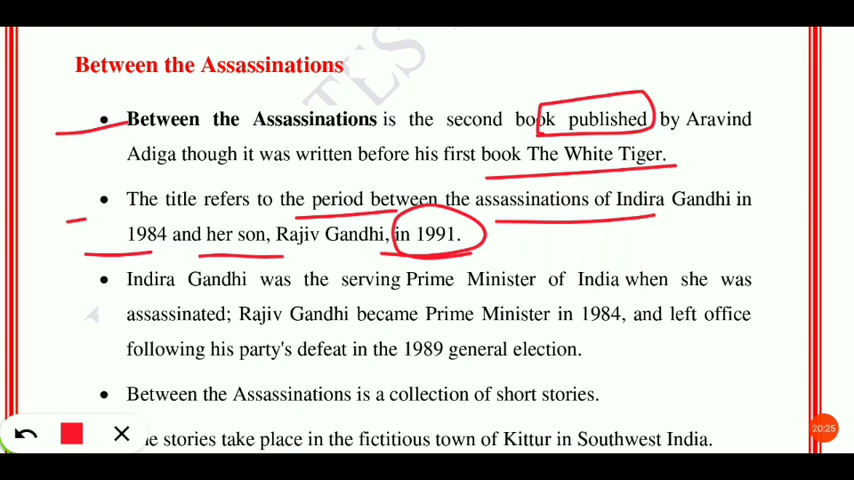 Between the Assassinations
• Between the Assassinations is the second book published by Aravind
Adiga though it was written before his first book The White Tiger.
• The title refers to the period between the assassinations of Indira Gandhi in
1984 and her son, Rajiv Gandhi, in 1991.
• Indira Gandhi was the serving Prime Minister of India when she was
assassinated; Rajiv Gandhi became Prime Minister in 1984, and left office
following his party's defeat in the 1989 general election.
• Between the Assassinations is a collection of short stories.
stories take place in the fictitious town of Kittur in Southwest India.
20:25